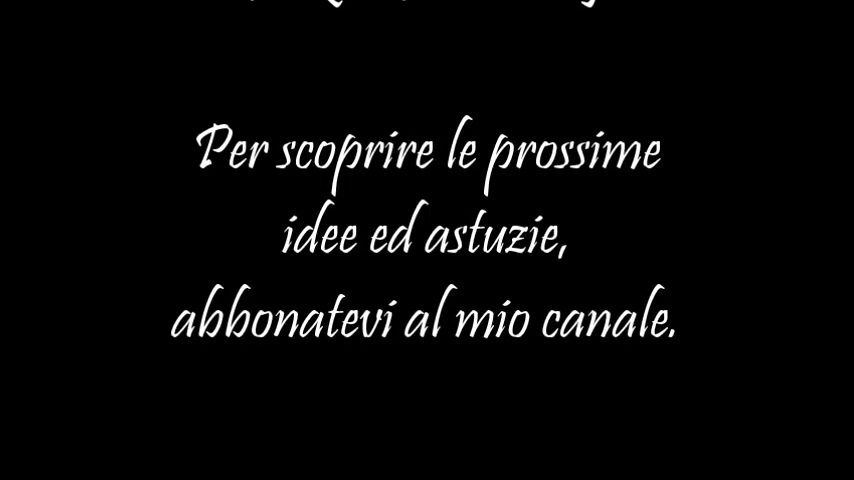 Per scoprire le prossime
idee ed astuzie,
abbonatevi al mio canale.